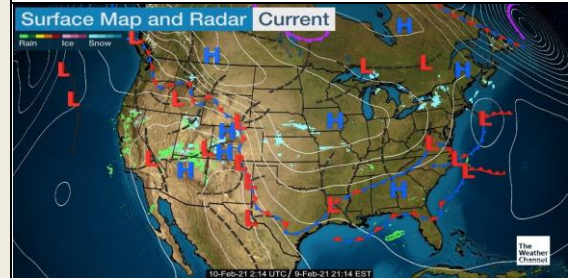 Surface Map and Radar Current
Rain Ice Snow
H
H
L
L
L
H
H
L
L
L
L
H
H
L
L
L
H
L
H
L
L
L
L
L
H
L
L
10-Feb-21 2:14 UTC / 9-Feb-21 21:14 EST
The
Weather
Channel